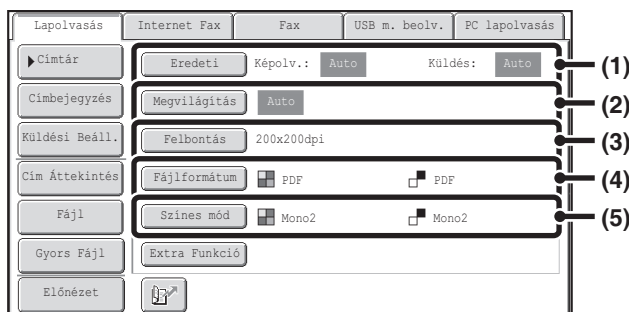 Lapolvasás Internet Fax Fax USB m. beolv. PC lapolvasás
Címtár Eredeti Képolv.: Auto Küldés: Auto (1)
Címbejegyzés Megvilágítás Auto (2)
Küldési Beáll. Felbontás 200x200dpi (3)
Cím Áttekintés Fájlformátum PDF PDF (4)
Fájl Színes mód Mono2 Mono2 (5)
Gyors Fájl Extra Funkció
Előnézet